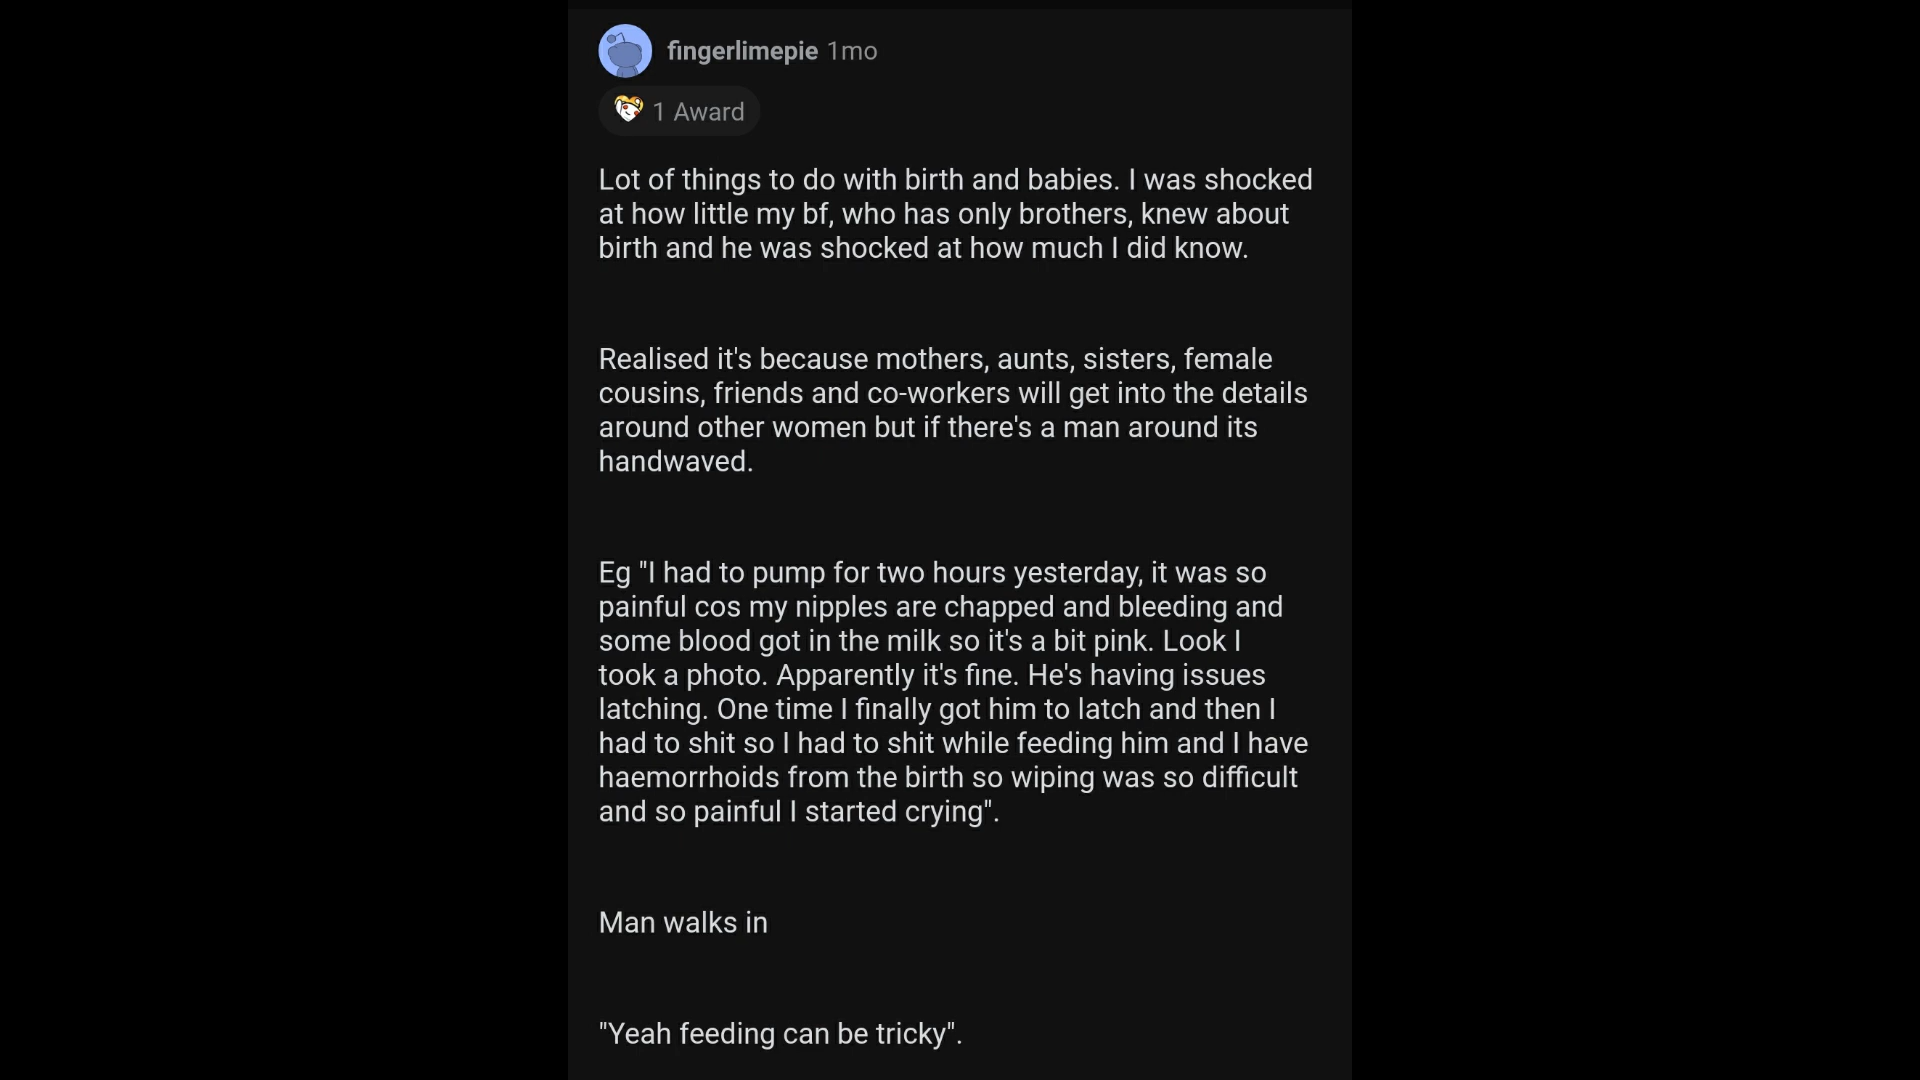 fingerlimepie 1mo
1 Award
Lot of things to do with birth and babies. I was shocked
at how little my bf, who has only brothers, knew about
birth and he was shocked at how much I did know.
Realised it's because mothers, aunts, sisters, female
cousins, friends and co-workers will get into the details
around other women but if there's a man around its
handwaved.
Eg "I had to pump for two hours yesterday, it was so
painful cos my nipples are chapped and bleeding and
some blood got in the milk so it's a bit pink. Look I
took a photo. Apparently it's fine. He's having issues
latching. One time I finally got him to latch and then I
had to shit so I had to shit while feeding him and I have
haemorrhoids from the birth so wiping was so difficult
and so painful I started crying".
Man walks in
"Yeah feeding can be tricky".